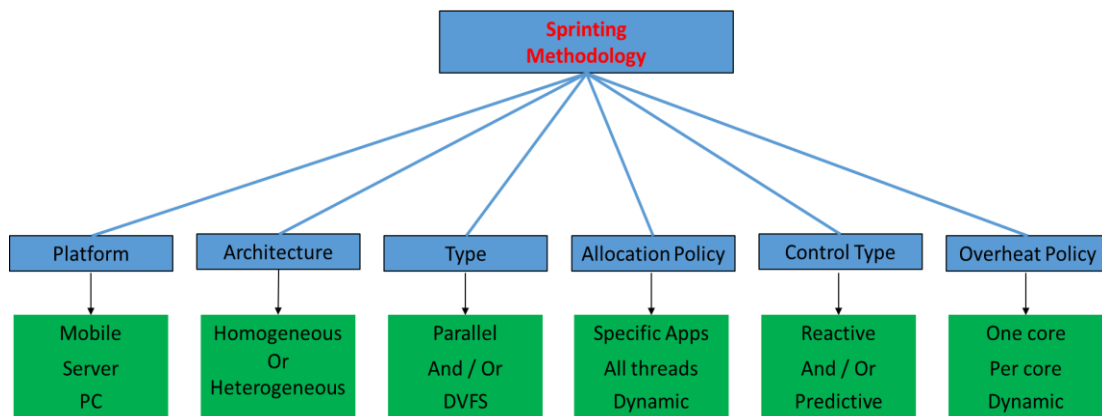 Sprinting
Methodology
Platform
Architecture
Type
Allocation Policy
Control Type
Overheat Policy
Mobile
Server
PC
Homogeneous
Or
Heterogeneous
Parallel
And / Or
DVFS
Specific Apps
All threads
Dynamic
Reactive
And / Or
Predictive
One core
Per core
Dynamic